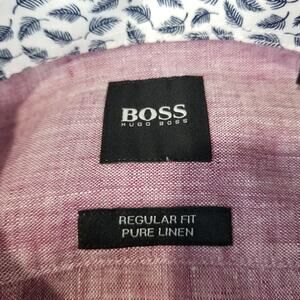 BOSS
HUGO BOSS
REGULAR FIT
PURE LINEN